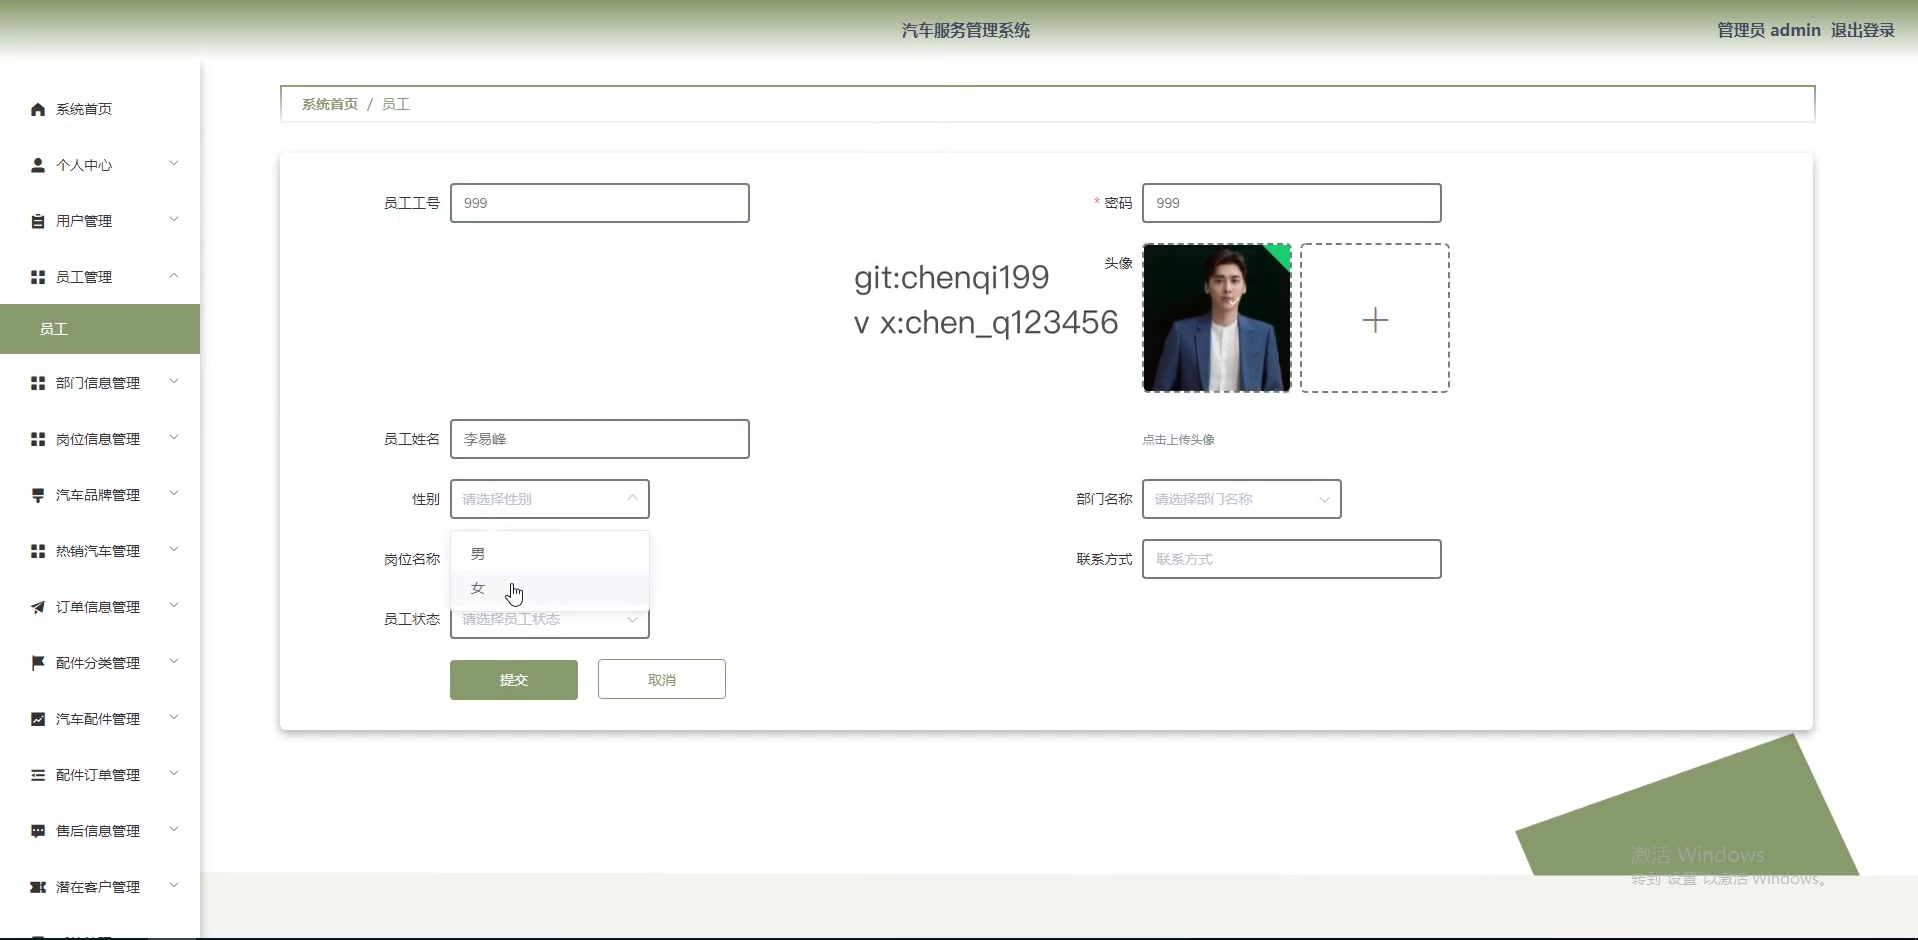 汽车服务管理系统
管理员 admin 退出登录
系统首页
个人中心
用户管理
员工管理
员工
部门信息管理
岗位信息管理
汽车品牌管理
热销汽车管理
订单信息管理
配件分类管理
汽车配件管理
配件订单管理
售后信息管理
潜在客户管理
系统首页 / 员工
员工工号 999
* 密码 999
头像
git:chenqi199
v x:chen_q123456
员工姓名 李易峰
点击上传头像
性别 请选择性别
部门名称 请选择部门名称
男
女
岗位名称
联系方式 联系方式
员工状态 请选择员工状态
提交
取消
激活 Windows
转到"设置"以激活 Windows。